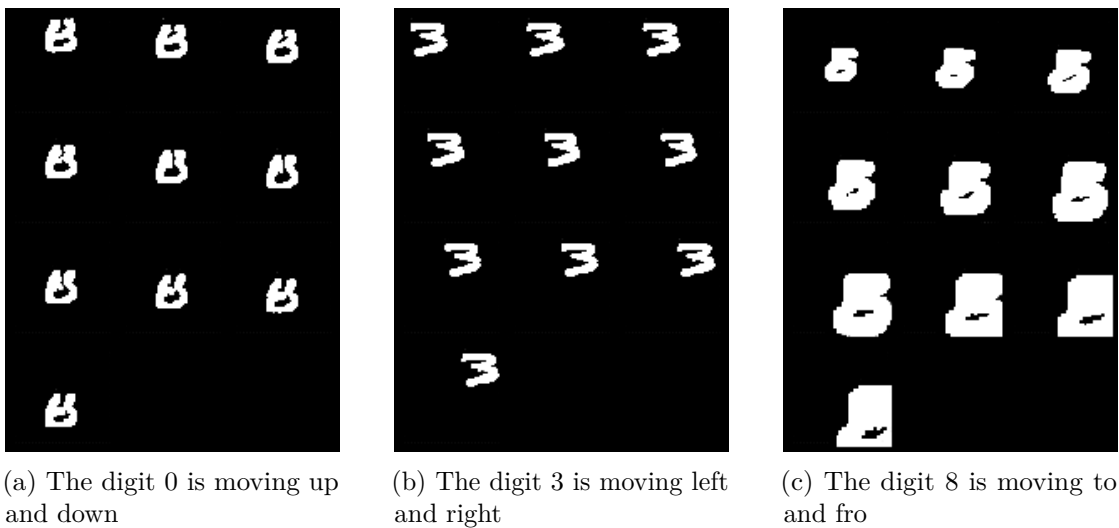 (a) The digit 0 is moving up
and down
(b) The digit 3 is moving left
and right
(c) The digit 8 is moving to
and fro